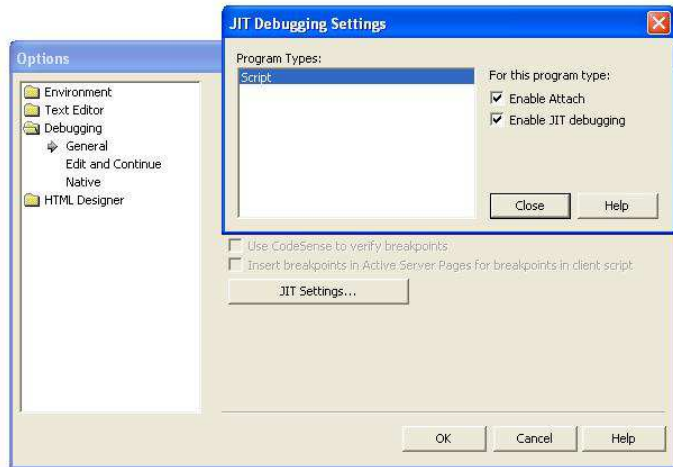 JIT Debugging Settings
Program Types:
Script
For this program type:
Enable Attach
Enable JIT debugging
Close
Help
Options
Environment
Text Editor
Debugging
General
Edit and Continue
Native
HTML Designer
Use CodeSense to verify breakpoints
Insert breakpoints in Active Server Pages for breakpoints in client script
JIT Settings...
OK
Cancel
Help